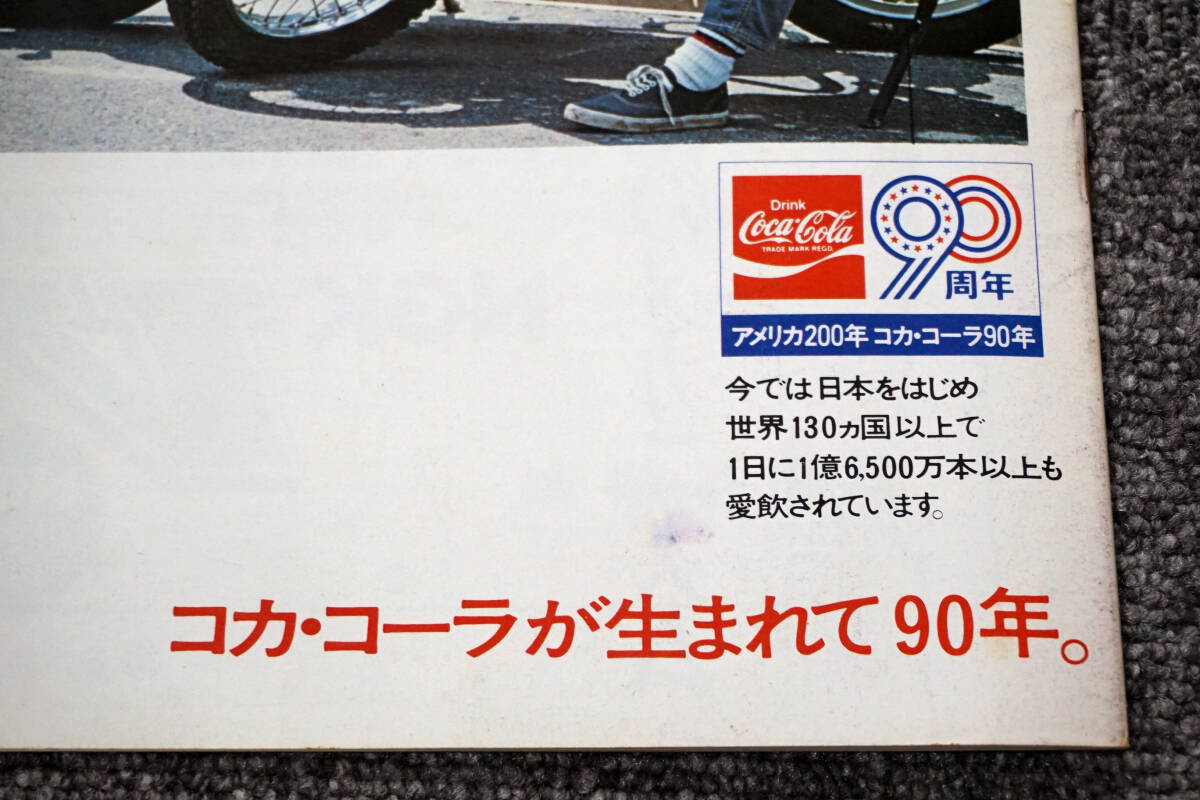 Drink
Coca-Cola
TRADE MARK REGD.
90
周年
アメリカ200年 コカ・コーラ90年
今では日本をはじめ
世界130ヵ国以上で
1日に1億6,500万本以上も
愛飲されています。
コカ・コーラが生まれて90年。